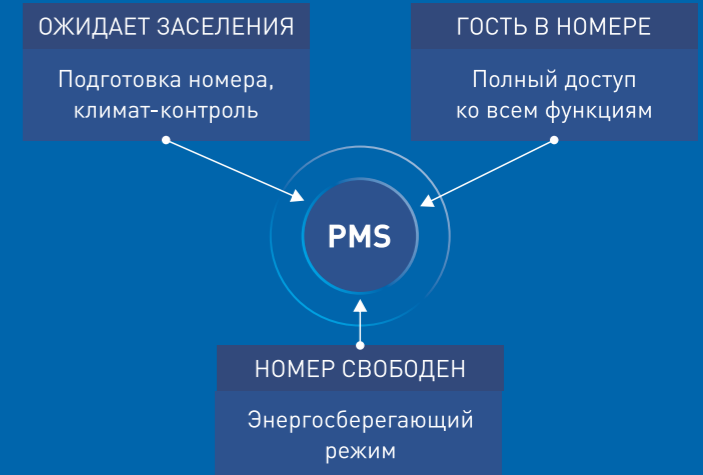 ОЖИДАЕТ ЗАСЕЛЕНИЯ
Подготовка номера,
климат-контроль
ГОСТЬ В НОМЕРЕ
Полный доступ
ко всем функциям
PMS
НОМЕР СВОБОДЕН
Энергосберегающий
режим